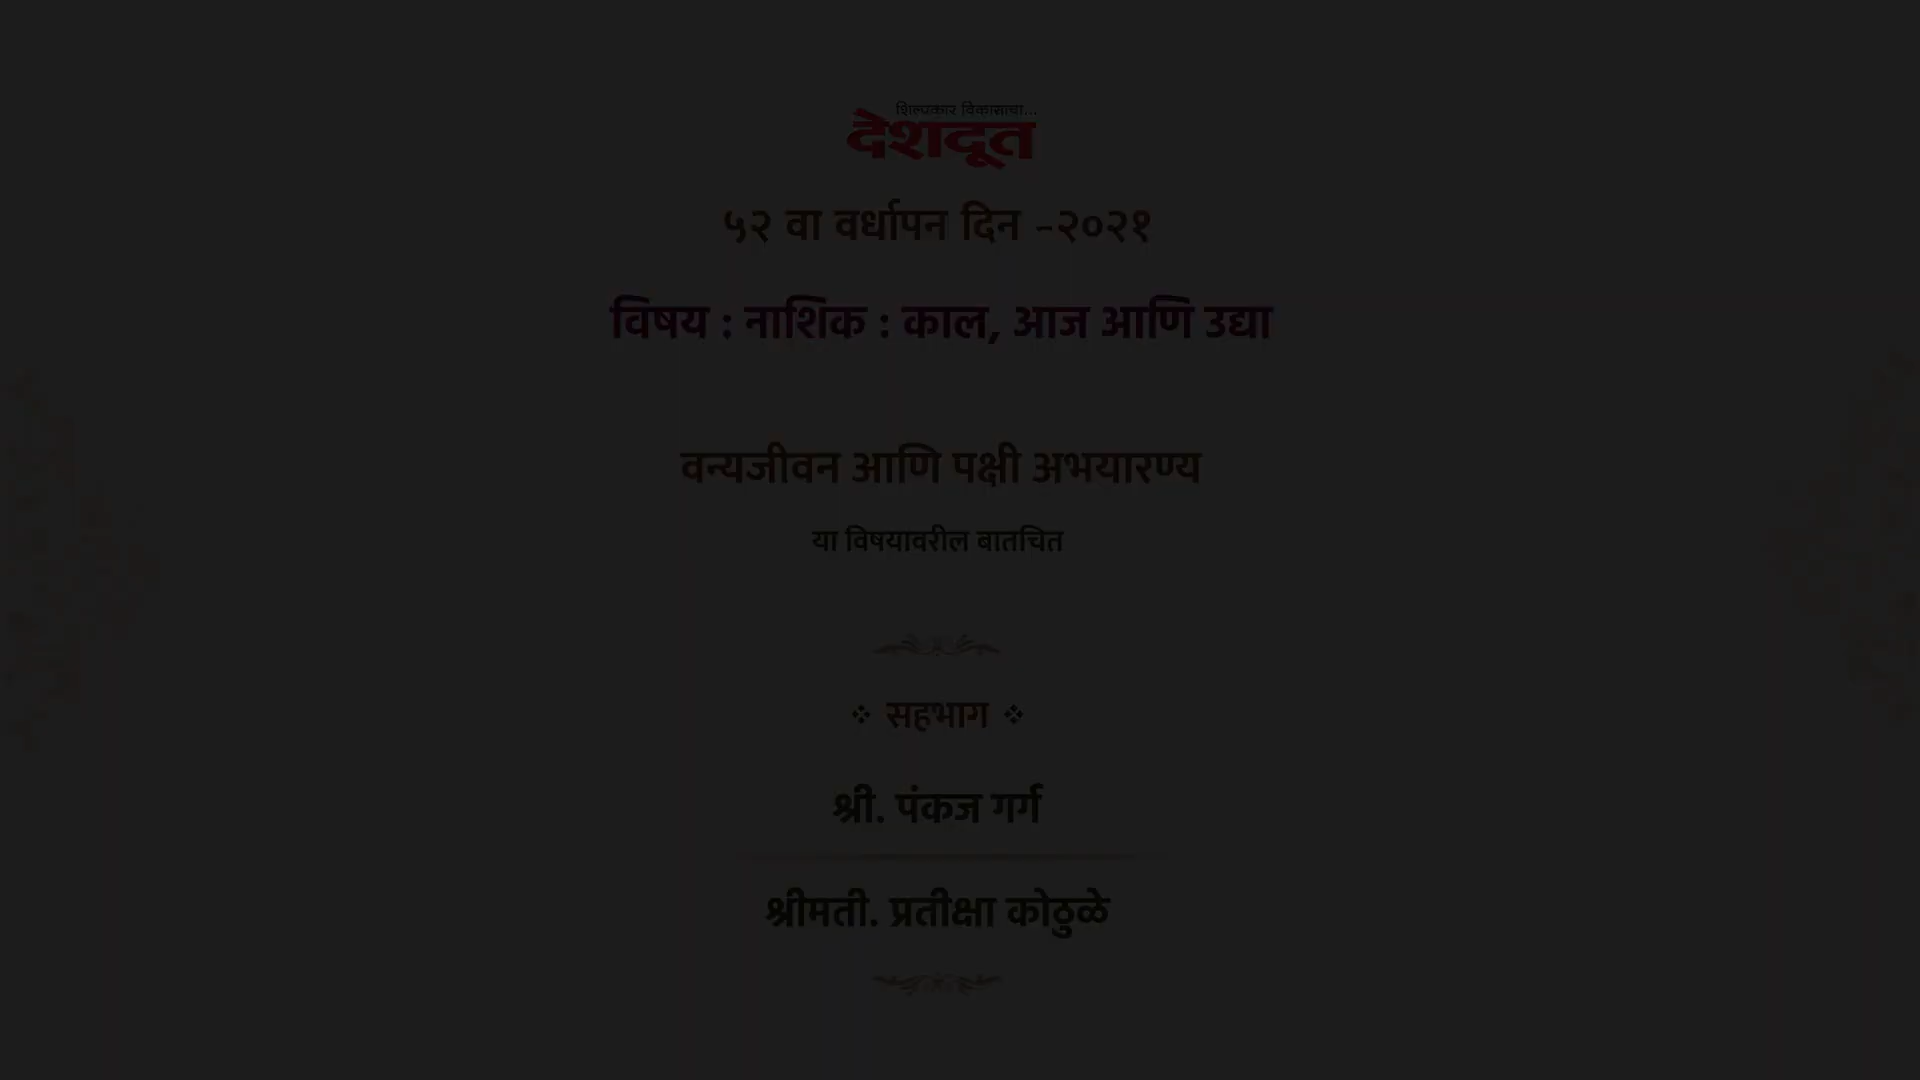 शिल्पकार विकासाचा...
देशदूत
५२ वा वर्धापन दिन -२०२१
विषय : नाशिक : काल, आज आणि उद्या
वन्यजीवन आणि पक्षी अभयारण्य
या विषयावरील बातचित
❖ सहभाग ❖
श्री. पंकज गर्ग
श्रीमती. प्रतीक्षा कोठुळे